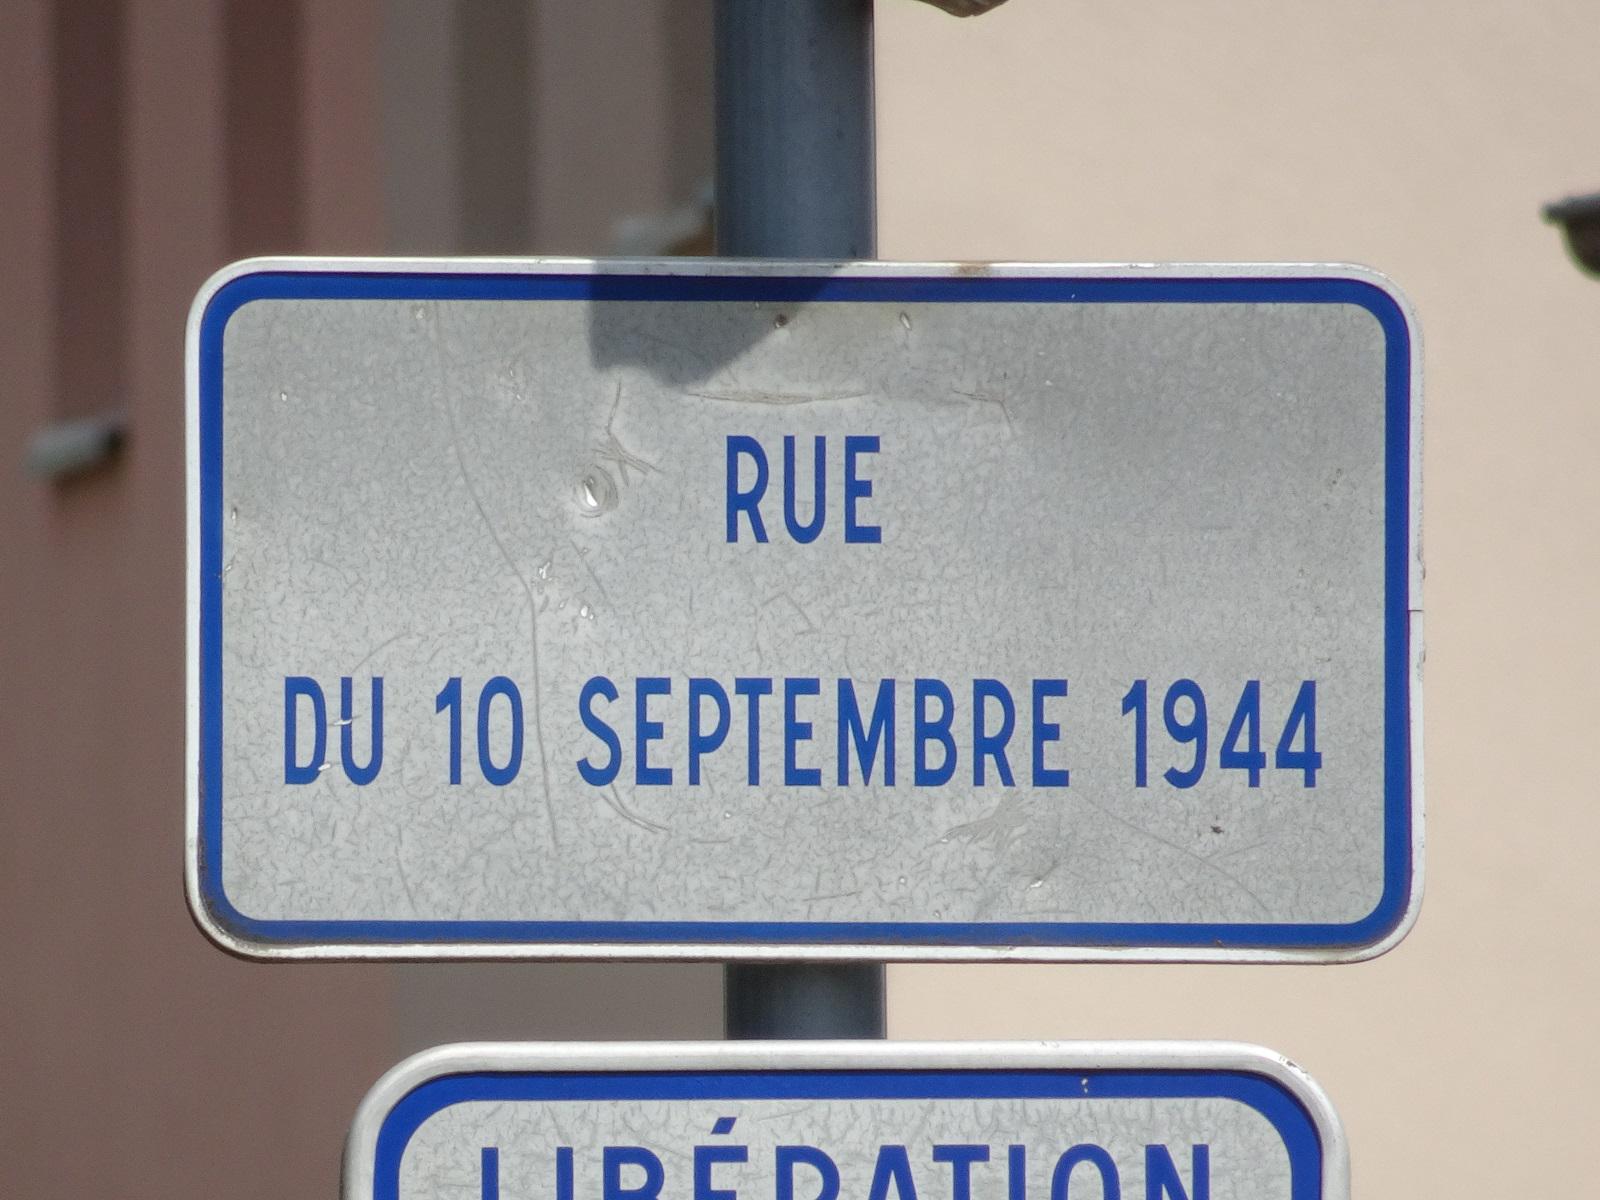 RUE
DU 10 SEPTEMBRE 1944
LIBÉRATION